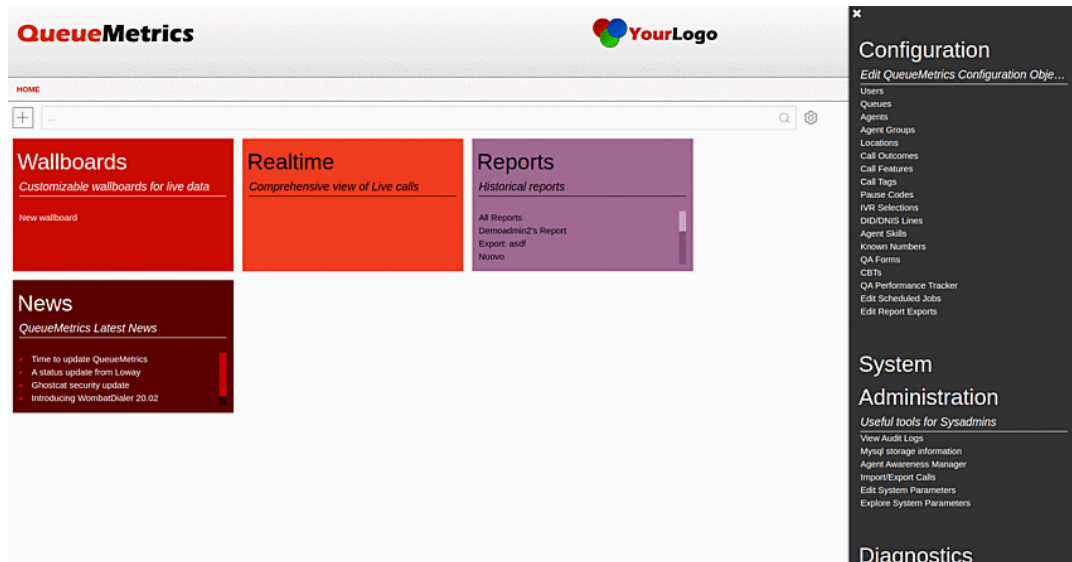 QueueMetrics
YourLogo
HOME
...
Wallboards
Customizable wallboards for live data
New wallboard
Realtime
Comprehensive view of Live calls
Reports
Historical reports
All Reports
Demoadmin2's Report
Export: asdf
Nuovo
News
QueueMetrics Latest News
Time to update QueueMetrics
A status update from Loway
Ghostcat security update
Introducing WombatDialer 20.02
Configuration
Edit QueueMetrics Configuration Obje...
Users
Queues
Agents
Agent Groups
Locations
Call Outcomes
Call Features
Call Tags
Pause Codes
IVR Selections
DID/DNIS Lines
Agent Skills
Known Numbers
QA Forms
CBTs
QA Performance Tracker
Edit Scheduled Jobs
Edit Report Exports
System
Administration
Useful tools for Sysadmins
View Audit Logs
Mysql storage information
Agent Awareness Manager
Import/Export Calls
Edit System Parameters
Explore System Parameters
Diagnostics